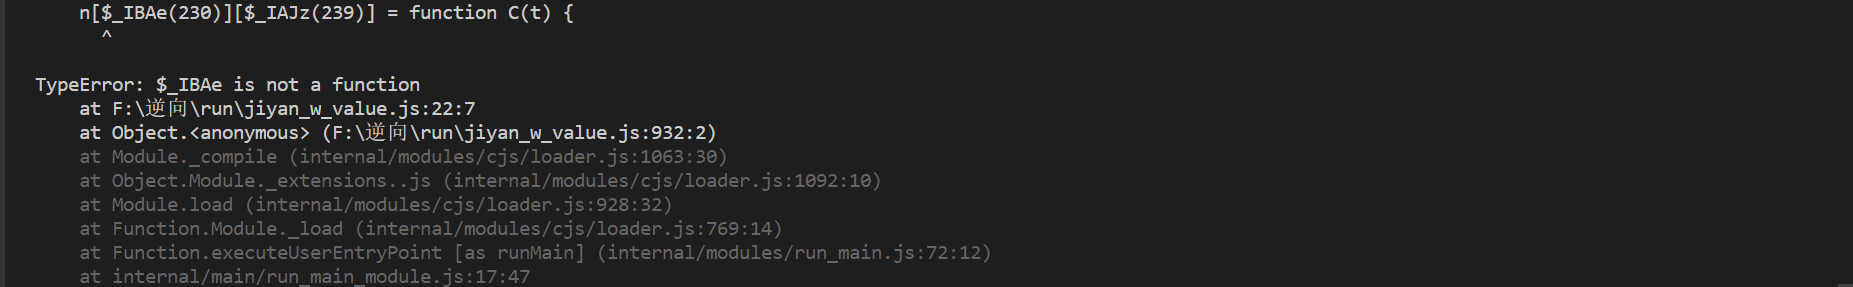 n[$_IBAe(230)][$_IAJz(239)] = function C(t) {
^
TypeError: $_IBAe is not a function
at F:\逆向\run\jiyan_w_value.js:22:7
at Object.<anonymous> (F:\逆向\run\jiyan_w_value.js:932:2)
at Module._compile (internal/modules/cjs/loader.js:1063:30)
at Object.Module._extensions..js (internal/modules/cjs/loader.js:1092:10)
at Module.load (internal/modules/cjs/loader.js:928:32)
at Function.Module._load (internal/modules/cjs/loader.js:769:14)
at Function.executeUserEntryPoint [as runMain] (internal/modules/run_main.js:72:12)
at internal/main/run_main_module.js:17:47